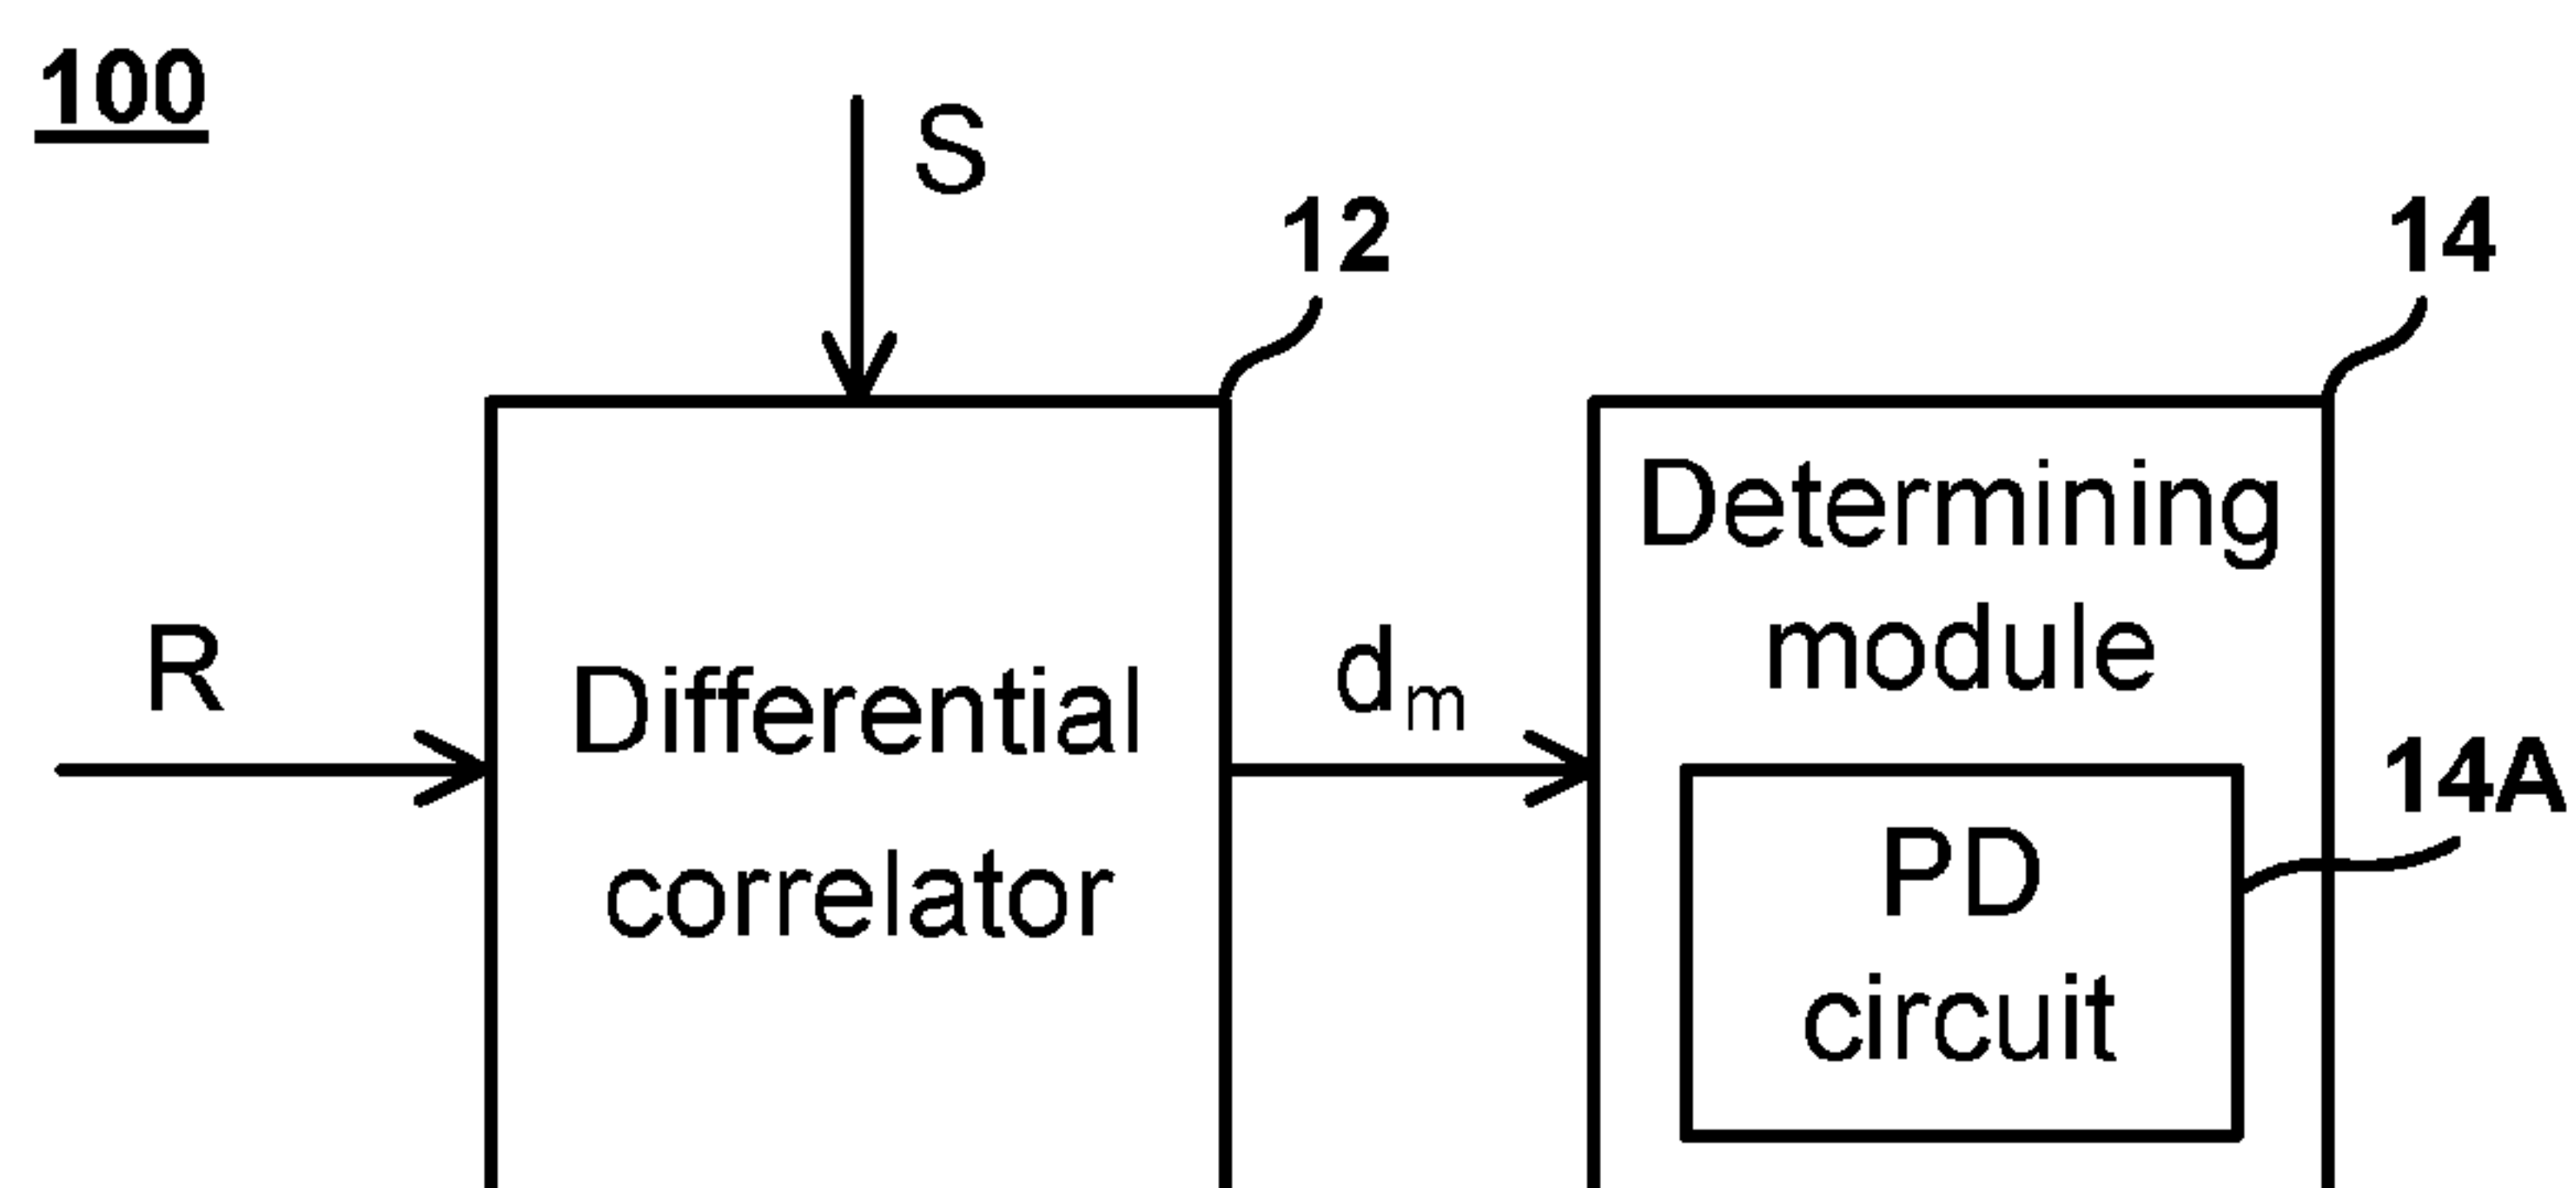 100
S
12
14
R
Differential
correlator
dₘ
Determining
module
14A
PD
circuit